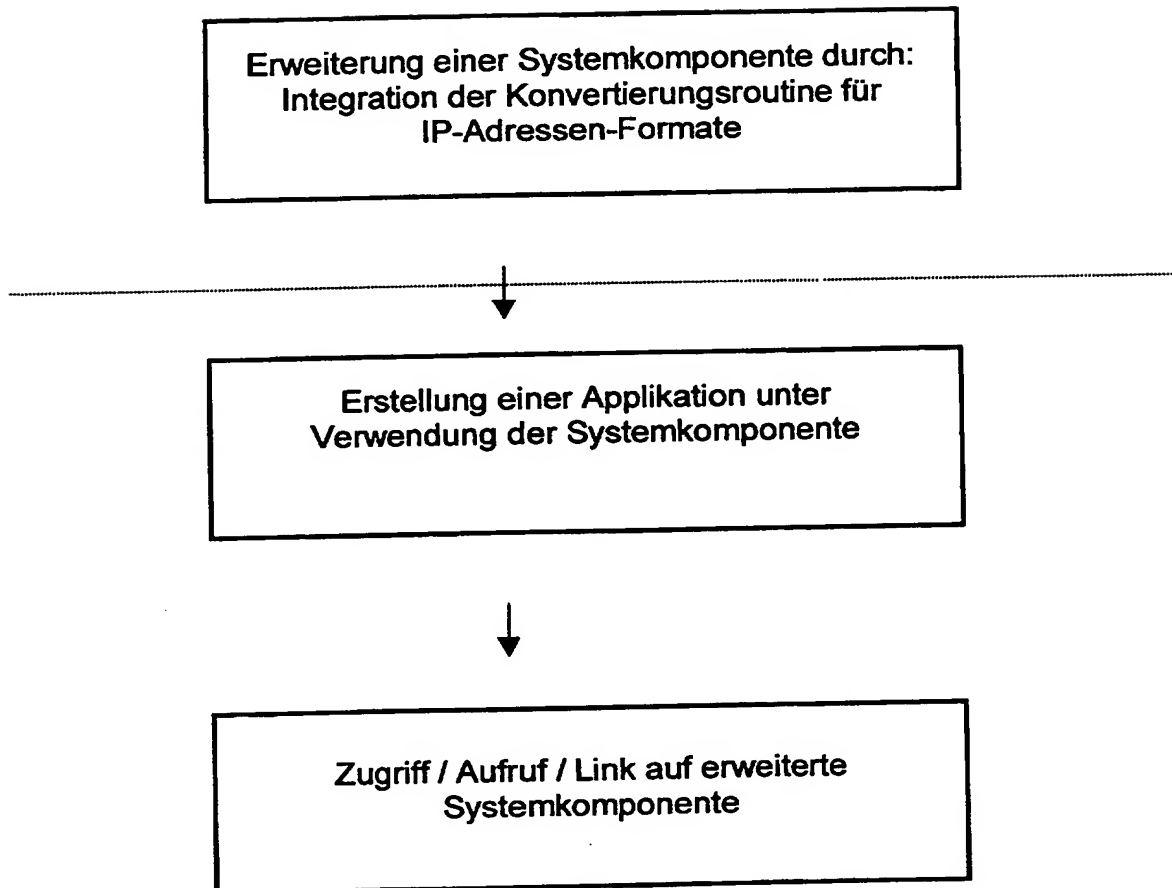 Erweiterung einer Systemkomponente durch:
Integration der Konvertierungsroutine für
IP-Adressen-Formate
Erstellung einer Applikation unter
Verwendung der Systemkomponente
Zugriff / Aufruf / Link auf erweiterte
Systemkomponente